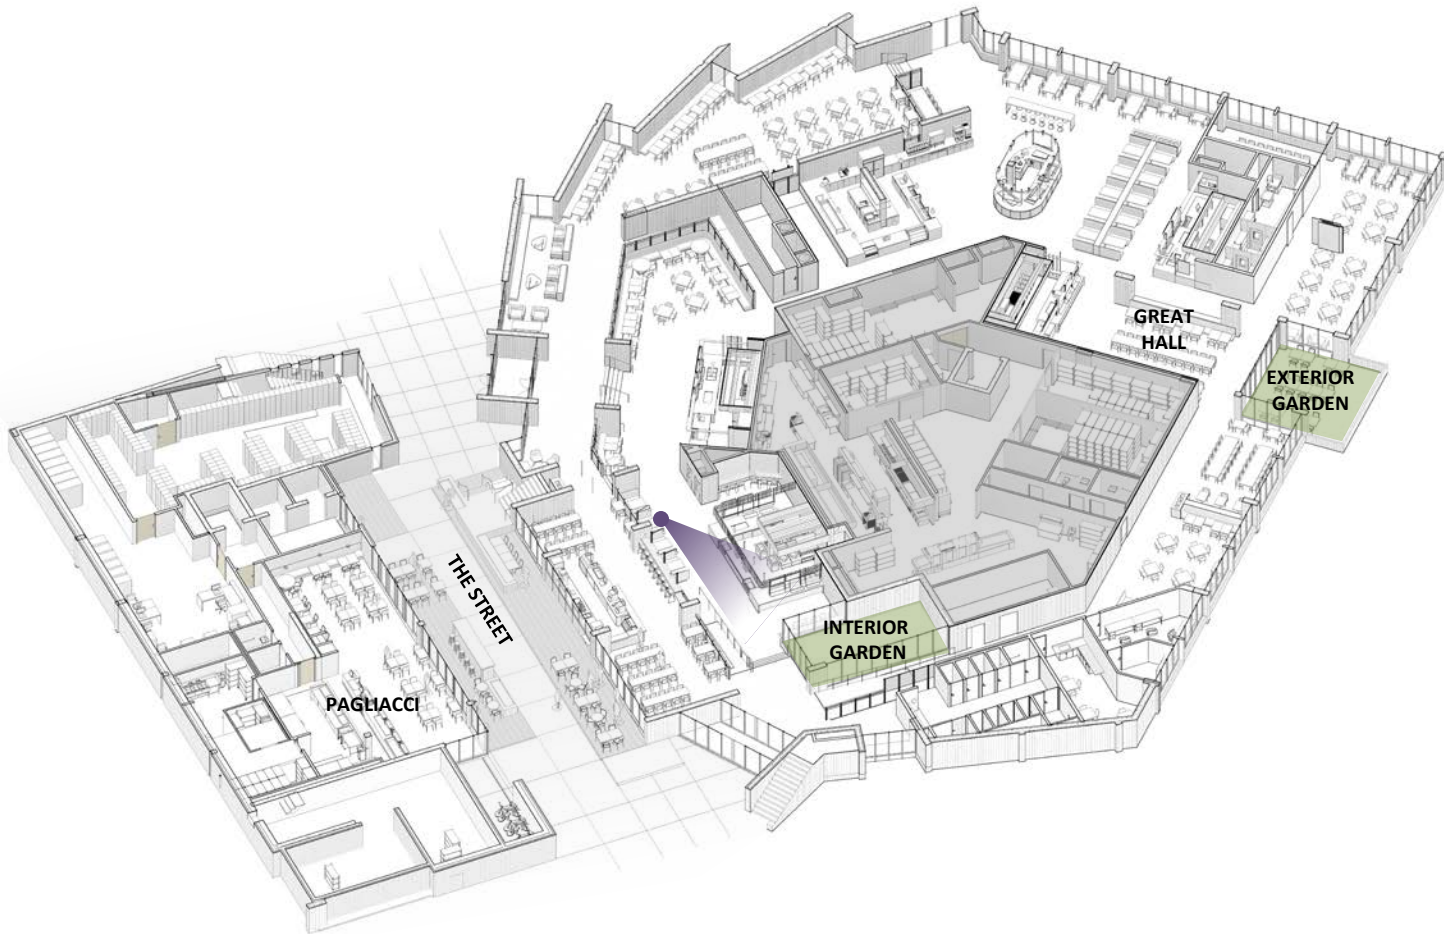 GREAT
HALL
EXTERIOR
GARDEN
THE STREET
INTERIOR
GARDEN
PAGLIACCI